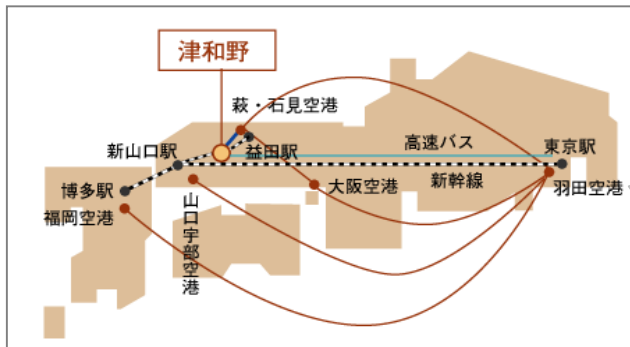 津和野
萩・石見空港
新山口駅
益田駅
高速バス
東京駅
博多駅
大阪空港
新幹線
羽田空港
福岡空港
山口宇部空港